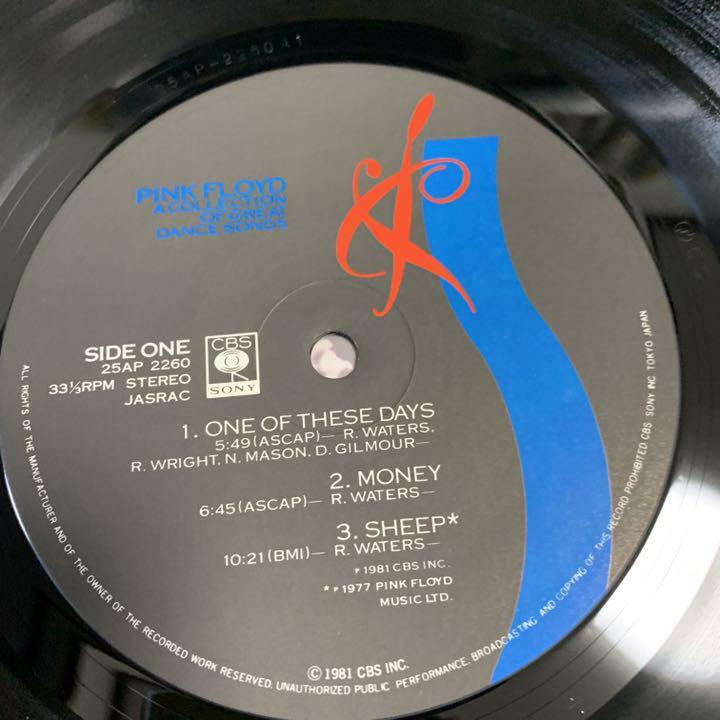 PINK FLOYD
A COLLECTION
OF GREAT
DANCE SONGS
SIDE ONE
25AP 2260
33⅓RPM STEREO
JASRAC
CBS
SONY
1. ONE OF THESE DAYS
5:49(ASCAP)— R. WATERS,
R. WRIGHT, N. MASON, D. GILMOUR—
2. MONEY
6:45(ASCAP)— R. WATERS—
3. SHEEP*
10:21(BMI)— R. WATERS—
℗ 1981 CBS INC.
* ℗ 1977 PINK FLOYD
MUSIC LTD.
© 1981 CBS INC.
ALL RIGHTS OF THE MANUFACTURER AND OF THE OWNER OF THE RECORDED WORK RESERVED. UNAUTHORIZED PUBLIC PERFORMANCE, BROADCASTING AND COPYING OF THIS RECORD PROHIBITED CBS SONY INC TOKYO JAPAN